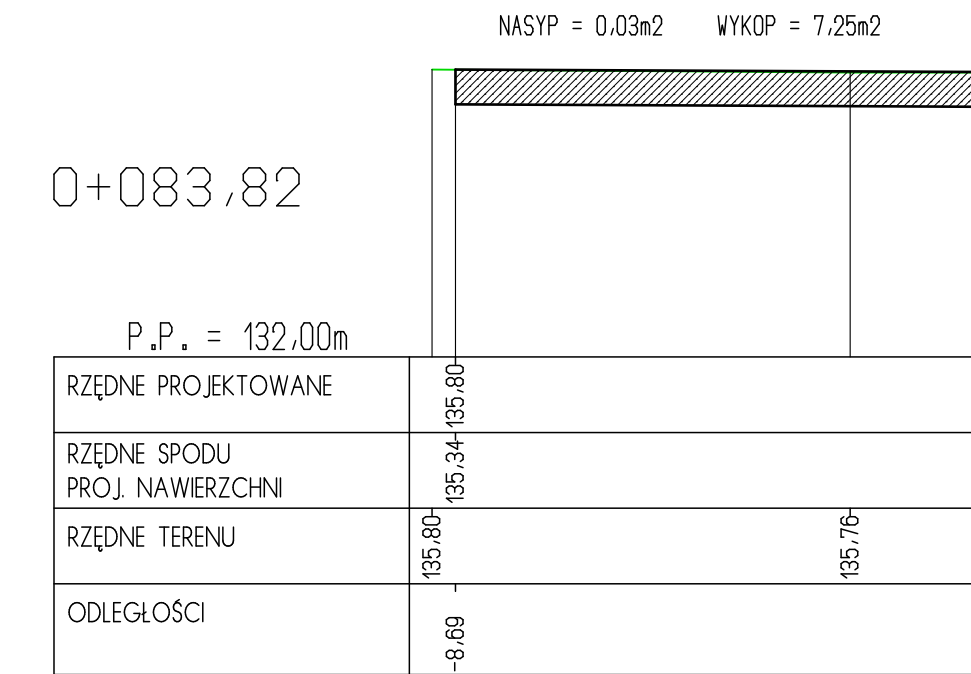 NASYP = 0,03m2 WYKOP = 7,25m2
0+083,82
P.P. = 132,00m
RZĘDNE PROJEKTOWANE 135,80
RZĘDNE SPODU
PROJ. NAWIERZCHNI 135,34
RZĘDNE TERENU 135,80 135,76
ODLEGŁOŚCI -8,69